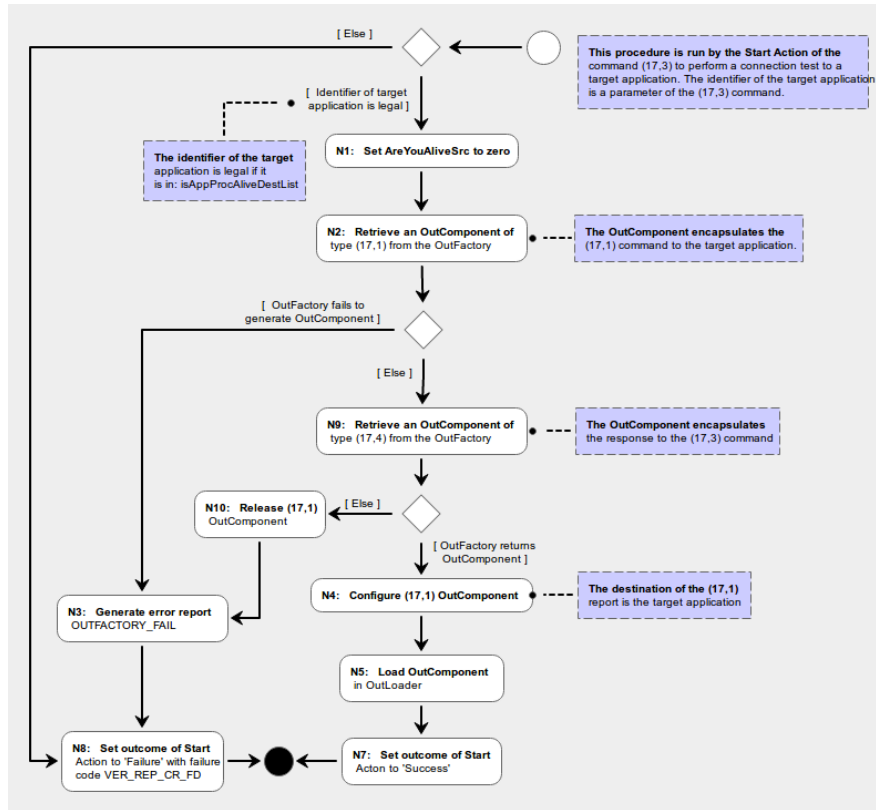 [ Else ]
This procedure is run by the Start Action of the
command (17,3) to perform a connection test to a
target application. The identifier of the target application
is a parameter of the (17,3) command.
[ Identifier of target
application is legal ]
The identifier of the target
application is legal if it
is in: isAppProcAliveDestList
N1: Set AreYouAliveSrc to zero
N2: Retrieve an OutComponent of
type (17,1) from the OutFactory
The OutComponent encapsulates the
(17,1) command to the target application.
[ OutFactory fails to
generate OutComponent ]
[ Else ]
N9: Retrieve an OutComponent of
type (17,4) from the OutFactory
The OutComponent encapsulates
the response to the (17,3) command
N10: Release (17,1)
OutComponent
[ Else ]
[ OutFactory returns
OutComponent ]
N4: Configure (17,1) OutComponent
The destination of the (17,1)
report is the target application
N3: Generate error report
OUTFACTORY_FAIL
N5: Load OutComponent
in OutLoader
N8: Set outcome of Start
Action to 'Failure' with failure
code VER_REP_CR_FD
N7: Set outcome of Start
Acton to 'Success'